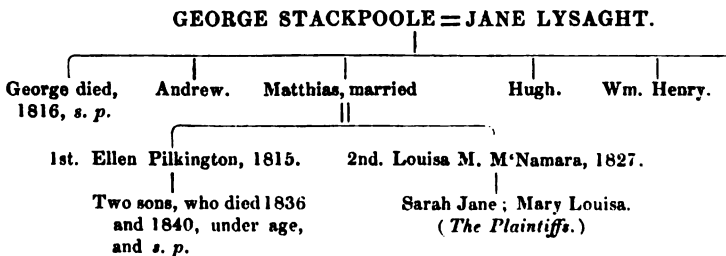 GEORGE STACKPOOLE = JANE LYSAGHT.
George died, 1816, s. p.
Andrew.
Matthias, married
Hugh.
Wm. Henry.
1st. Ellen Pilkington, 1815.
2nd. Louisa M. M‘Namara, 1827.
Two sons, who died 1836
and 1840, under age,
and s. p.
Sarah Jane; Mary Louisa.
(The Plaintiffs.)